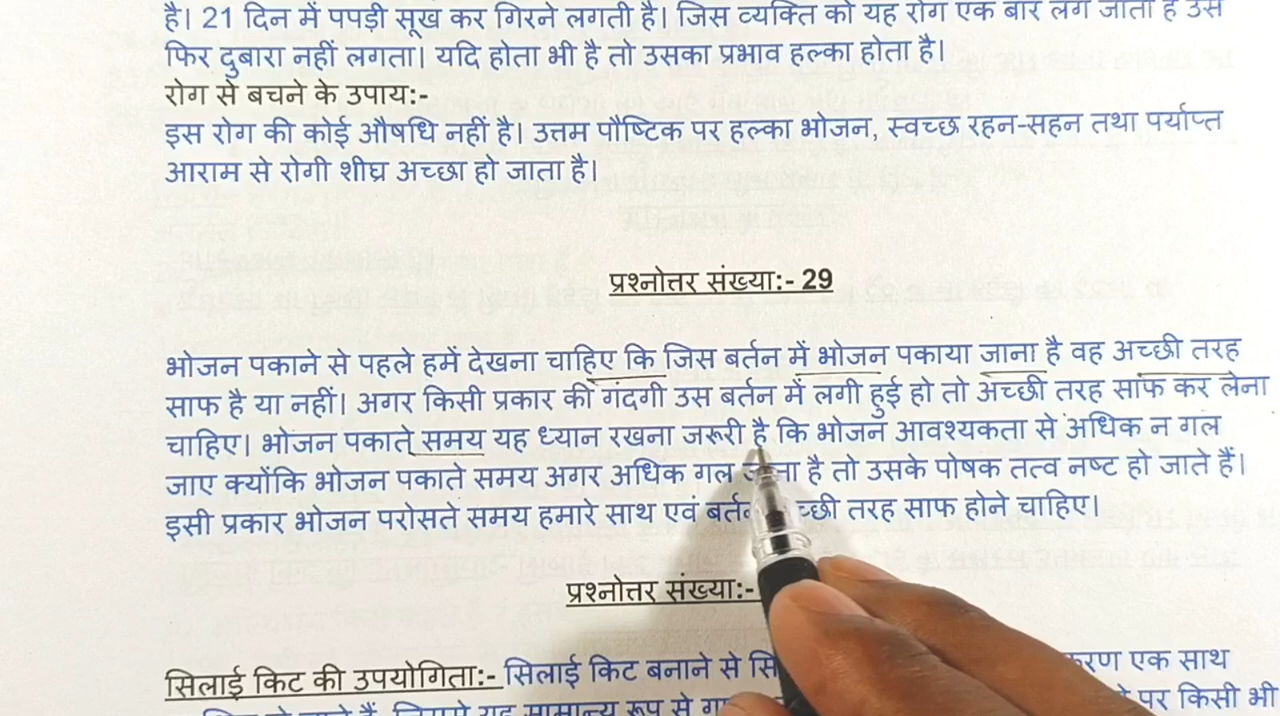 है। 21 दिन में पपड़ी सूख कर गिरने लगती है। जिस व्यक्ति को यह रोग एक बार लग जाता है उसे
फिर दुबारा नहीं लगता। यदि होता भी है तो उसका प्रभाव हल्का होता है।
रोग से बचने के उपाय:-
इस रोग की कोई औषधि नहीं है। उत्तम पौष्टिक पर हल्का भोजन, स्वच्छ रहन-सहन तथा पर्याप्त
आराम से रोगी शीघ्र अच्छा हो जाता है।
प्रश्नोत्तर संख्या:- 29
भोजन पकाने से पहले हमें देखना चाहिए कि जिस बर्तन में भोजन पकाया जाना है वह अच्छी तरह
साफ है या नहीं। अगर किसी प्रकार की गंदगी उस बर्तन में लगी हुई हो तो अच्छी तरह साफ कर लेना
चाहिए। भोजन पकाते समय यह ध्यान रखना जरूरी है कि भोजन आवश्यकता से अधिक न गल
जाए क्योंकि भोजन पकाते समय अगर अधिक गल जाना है तो उसके पोषक तत्व नष्ट हो जाते हैं।
इसी प्रकार भोजन परोसते समय हमारे साथ एवं च्छी तरह साफ होने चाहिए।
प्रश्नोत्तर संख्या:-
सिलाई किट की उपयोगिता:- सिलाई किट बनाने से एक साथ
यह सामान्य रूप से पर किसी भी